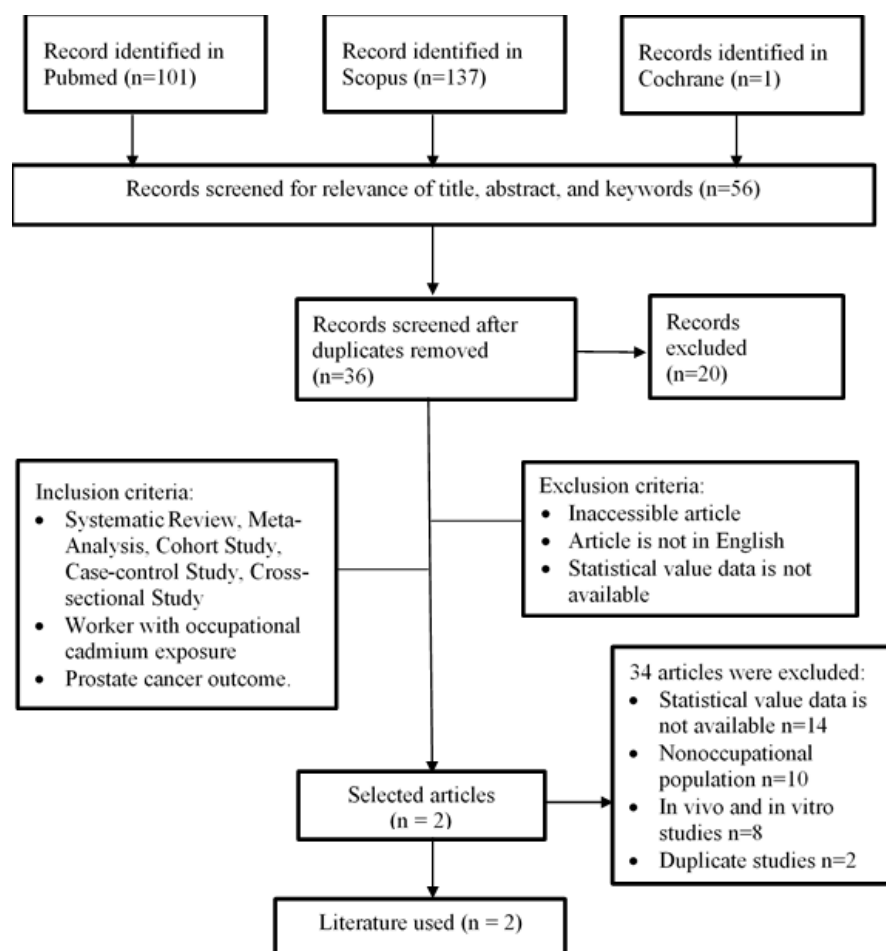 Record identified in
Pubmed (n=101)
Record identified in
Scopus (n=137)
Records identified in
Cochrane (n=1)
Records screened for relevance of title, abstract, and keywords (n=56)
Records screened after
duplicates removed
(n=36)
Records
excluded
(n=20)
Inclusion criteria:
• Systematic Review, Meta-
Analysis, Cohort Study,
Case-control Study, Cross-
sectional Study
• Worker with occupational
cadmium exposure
• Prostate cancer outcome.
Exclusion criteria:
• Inaccessible article
• Article is not in English
• Statistical value data is not
available
34 articles were excluded:
• Statistical value data is
not available n=14
• Nonoccupational
population n=10
• In vivo and in vitro
studies n=8
• Duplicate studies n=2
Selected articles
(n = 2)
Literature used (n = 2)